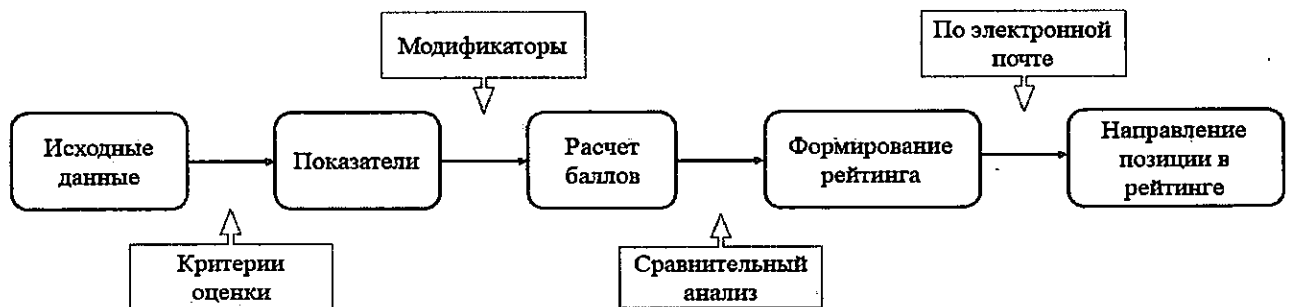 Модификаторы
По электронной
почте
Исходные
данные
Показатели
Расчет
баллов
Формирование
рейтинга
Направление
позиции в
рейтинге
Критерии
оценки
Сравнительный
анализ